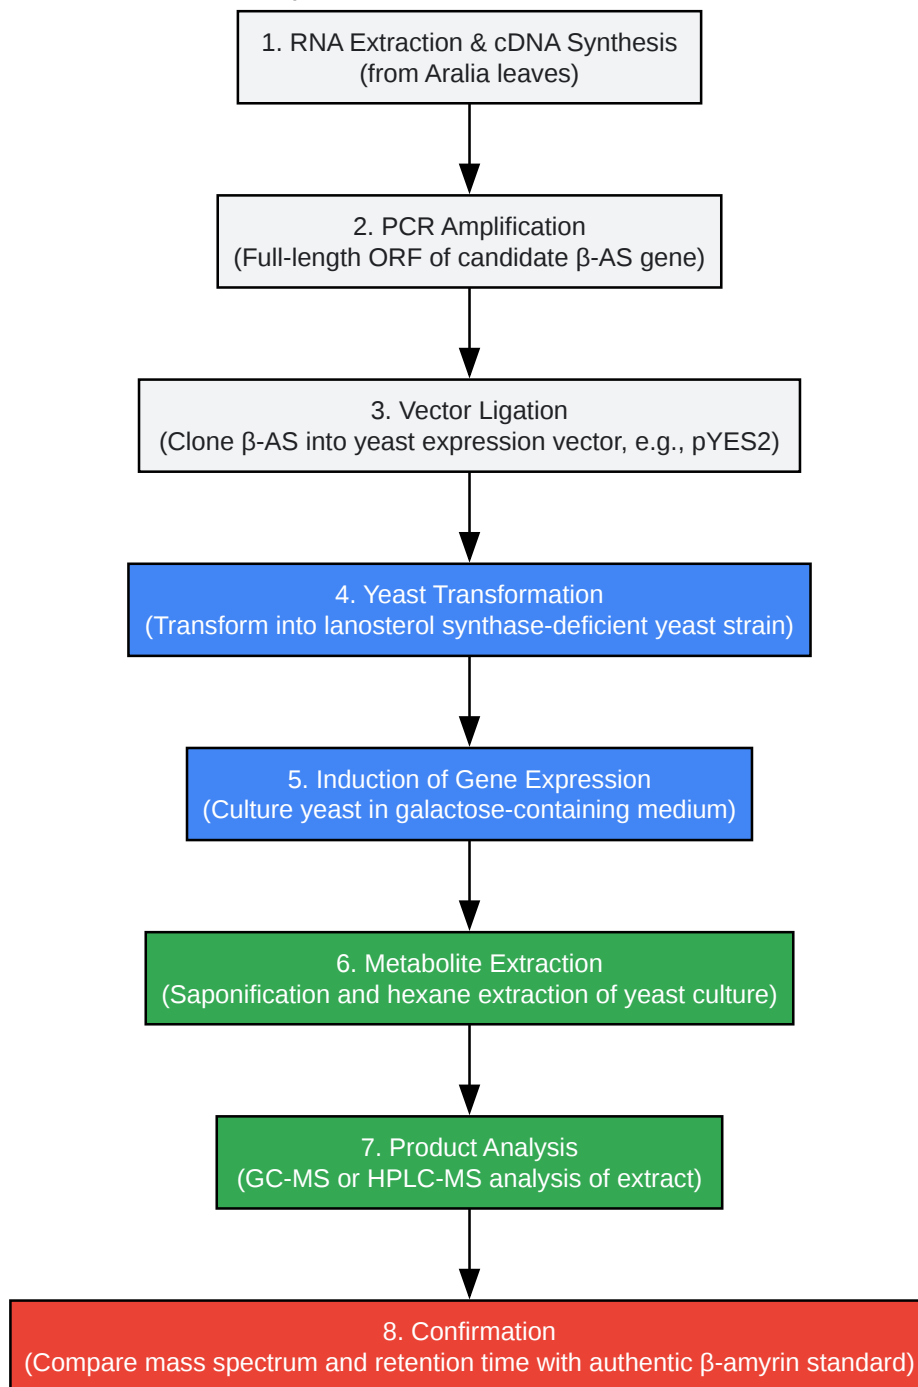 1. RNA Extraction & cDNA Synthesis
(from Aralia leaves)
2. PCR Amplification
(Full-length ORF of candidate β-AS gene)
3. Vector Ligation
(Clone β-AS into yeast expression vector, e.g., pYES2)
4. Yeast Transformation
(Transform into lanosterol synthase-deficient yeast strain)
5. Induction of Gene Expression
(Culture yeast in galactose-containing medium)
6. Metabolite Extraction
(Saponification and hexane extraction of yeast culture)
7. Product Analysis
(GC-MS or HPLC-MS analysis of extract)
8. Confirmation
(Compare mass spectrum and retention time with authentic β-amyrin standard)